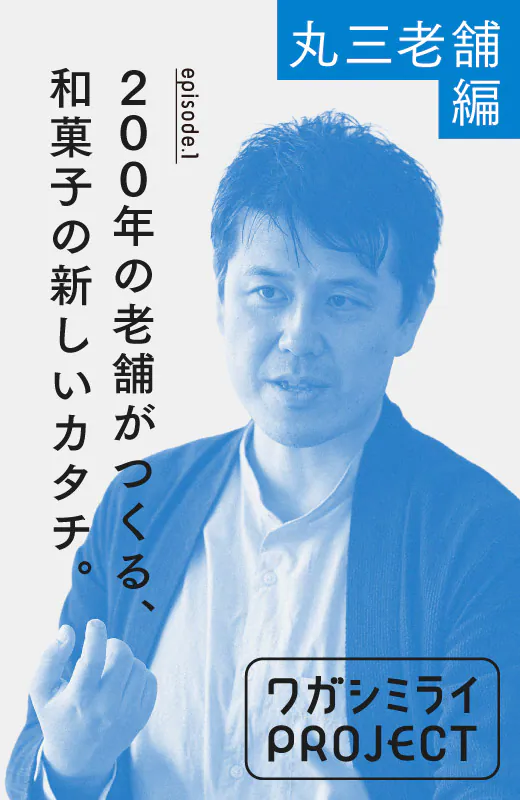 丸三老舗
編
episode.1
200年の老舗がつくる、
和菓子の新しいカタチ。
ワガシミライ
PROJECT